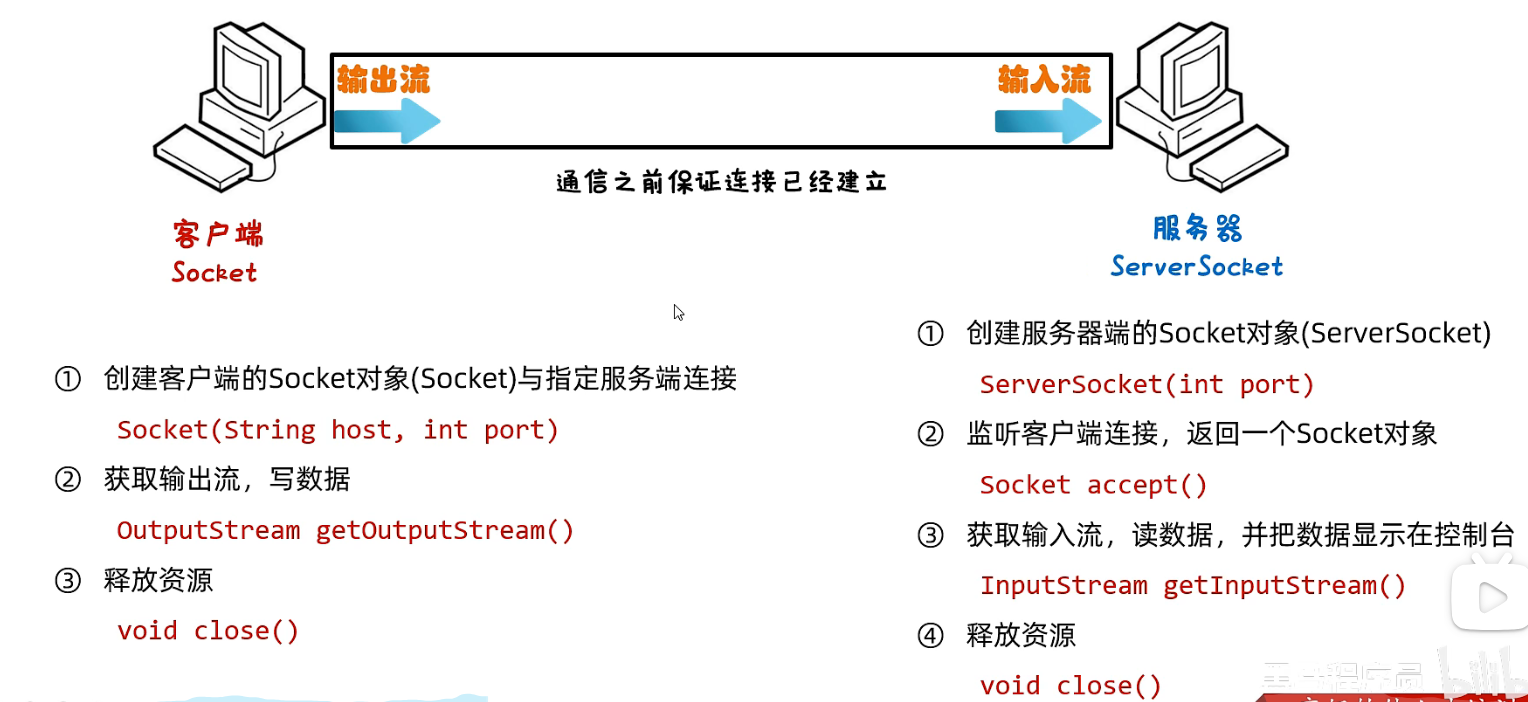 输出流
输入流
通信之前保证连接已经建立
客户端
Socket
服务器
ServerSocket
① 创建客户端的Socket对象(Socket)与指定服务端连接
Socket(String host, int port)
② 获取输出流，写数据
OutputStream getOutputStream()
③ 释放资源
void close()
① 创建服务器端的Socket对象(ServerSocket)
ServerSocket(int port)
② 监听客户端连接，返回一个Socket对象
Socket accept()
③ 获取输入流，读数据，并把数据显示在控制台
InputStream getInputStream()
④ 释放资源
void close()